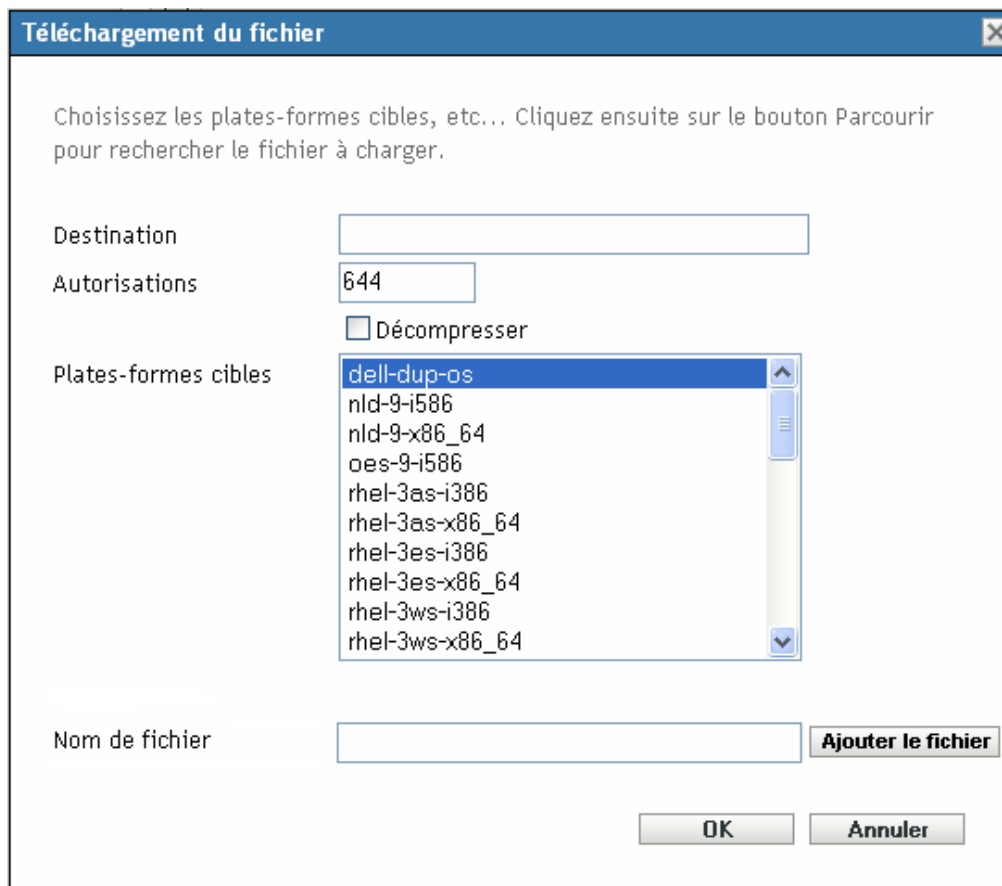 Téléchargement du fichier
Choisissez les plates-formes cibles, etc... Cliquez ensuite sur le bouton Parcourir
pour rechercher le fichier à charger.
Destination
Autorisations 644
Décompresser
Plates-formes cibles dell-dup-os
nld-9-i586
nld-9-x86_64
oes-9-i586
rhel-3as-i386
rhel-3as-x86_64
rhel-3es-i386
rhel-3es-x86_64
rhel-3ws-i386
rhel-3ws-x86_64
Nom de fichier Ajouter le fichier
OK Annuler